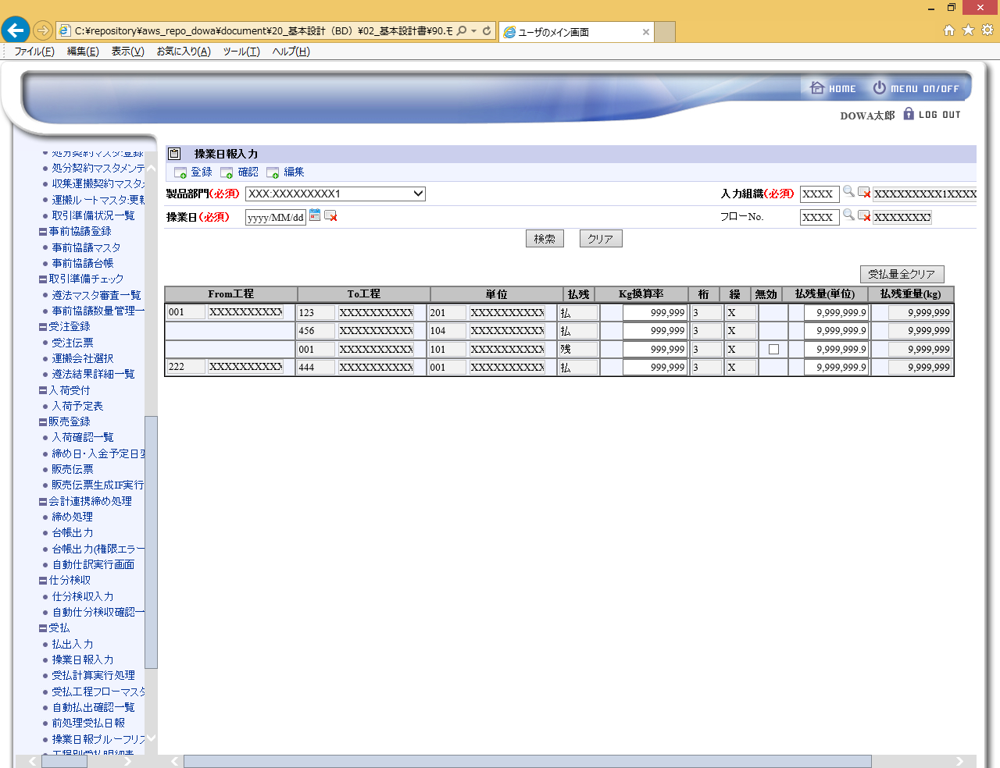 C:¥repository¥aws_repo_dowa¥document¥20_基本設計（BD）¥02_基本設計書¥90.モ
ユーザのメイン画面
ファイル(F) 編集(E) 表示(V) お気に入り(A) ツール(T) ヘルプ(H)
HOME MENU ON/OFF
DOWA太郎 LOG OUT
処分契約マスタ:登録
処分契約マスタメンテ
収集運搬契約マスタ
運搬ルートマスタ:更新
取引準備状況一覧
事前協議登録
事前協議マスタ
事前協議台帳
取引準備チェック
遵法マスタ審査一覧
事前協議数量管理一
受注登録
受注伝票
運搬会社選択
遵法結果詳細一覧
入荷受付
入荷予定表
販売登録
入荷確認一覧
締め日・入金予定日変
販売伝票
販売伝票生成IF実行
会計連携締め処理
締め処理
台帳出力
台帳出力(権限エラー
自動仕訳実行画面
仕分検収
仕分検収入力
自動仕分検収確認一
受払
払出入力
操業日報入力
受払計算実行処理
受払工程フローマスタ
自動払出確認一覧
前処理受払日報
操業日報プルーフリス
工程別受払明細表
操業日報入力
登録 確認 編集
製品部門(必須) XXX:XXXXXXXXX1 入力組織(必須) XXXX XXXXXXXXX1XXXX
操業日(必須) yyyy/MM/dd フローNo. XXXX XXXXXXXX
検索 クリア
受払量全クリア
From工程 To工程 単位 払残 Kg換算率 桁 繰 無効 払残量(単位) 払残重量(kg)
001 XXXXXXXXXX 123 XXXXXXXXXX 201 XXXXXXXXXX 払 999,999 3 X 9,999,999.9 9,999,999
456 XXXXXXXXXX 104 XXXXXXXXXX 払 999,999 3 X 9,999,999.9 9,999,999
001 XXXXXXXXXX 101 XXXXXXXXXX 残 999,999 3 X 9,999,999.9 9,999,999
222 XXXXXXXXXX 444 XXXXXXXXXX 001 XXXXXXXXXX 払 999,999 3 X 9,999,999.9 9,999,999